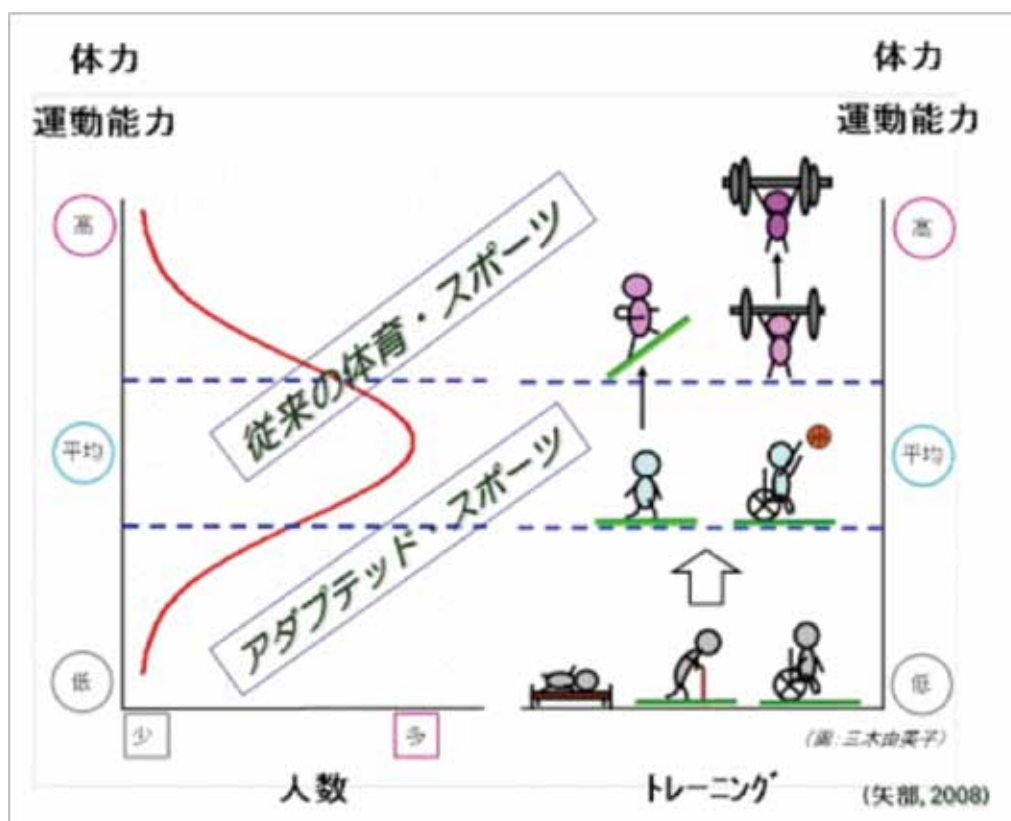 体力
運動能力
体力
運動能力
高
平均
低
従来の体育・スポーツ
アダプテッド・スポーツ
高
平均
低
少
多
(画:三木由美子)
人数
トレーニング
(矢部,2008)